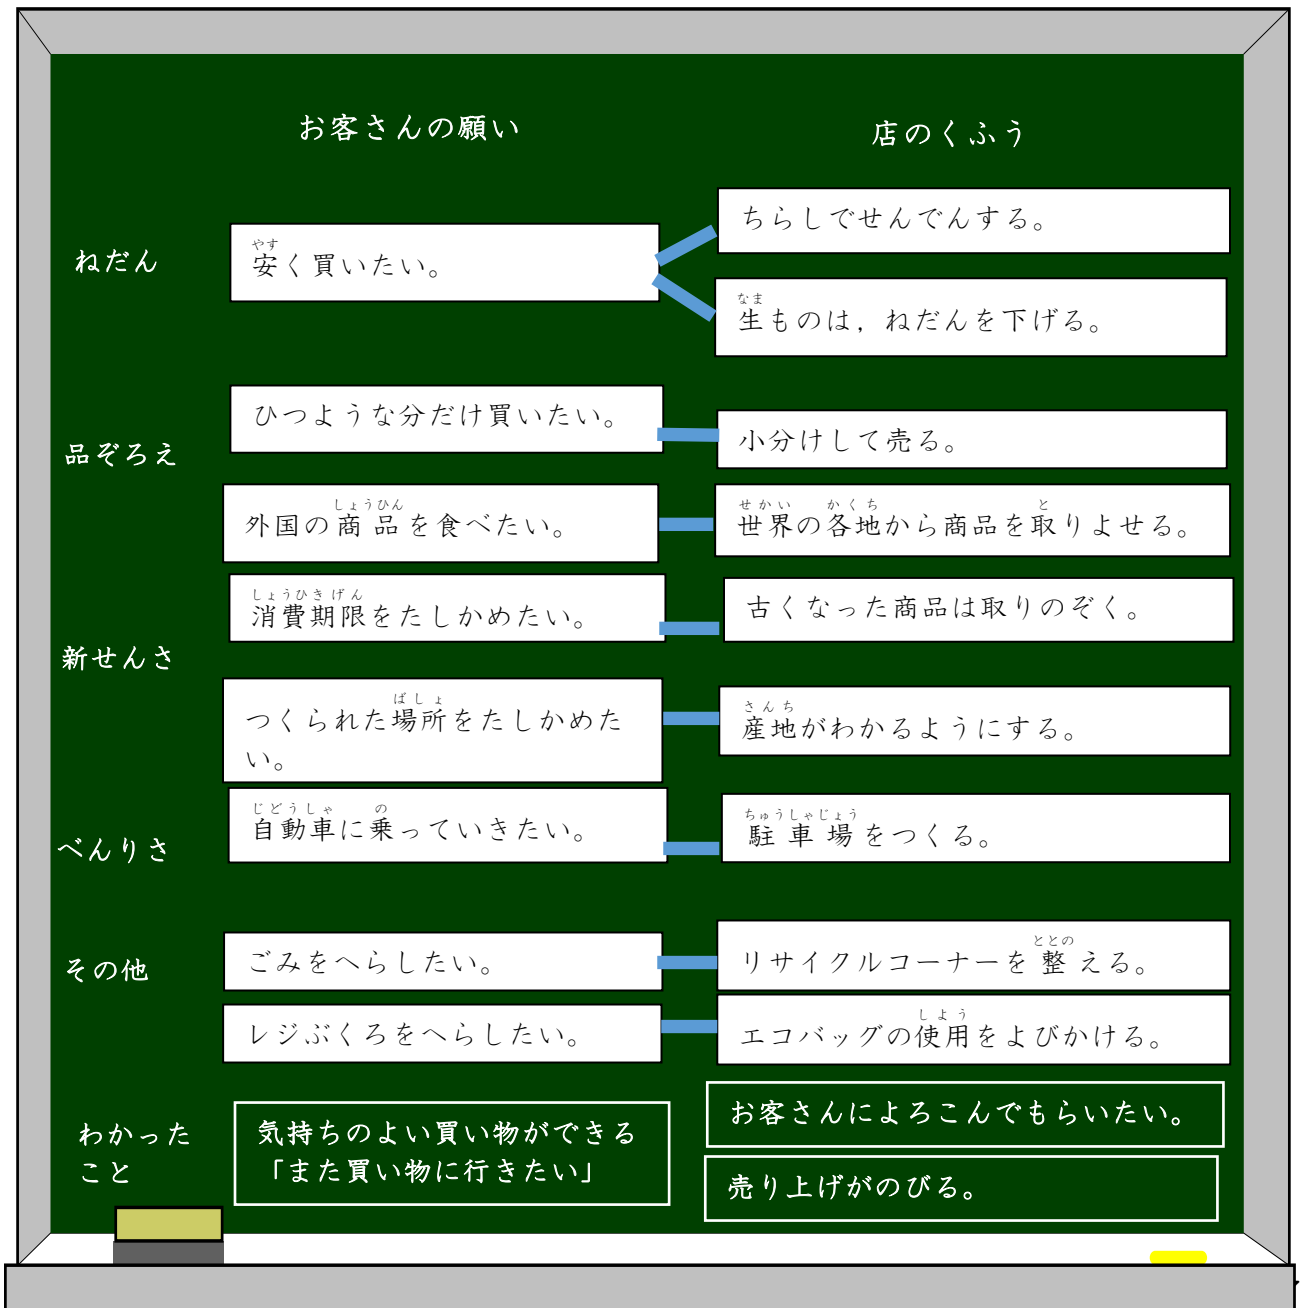 お客さんの願い
店のくふう
ねだん
やす
安く買いたい。
ちらしでせんでんする。
なま
生ものは，ねだんを下げる。
品ぞろえ
ひつような分だけ買いたい。
小分けして売る。
しょうひん
外国の商品を食べたい。
せかい かくち と
世界の各地から商品を取りよせる。
新せんさ
しょうひきげん
消費期限をたしかめたい。
古くなった商品は取りのぞく。
ばしょ
つくられた場所をたしかめた
い。
さんち
産地がわかるようにする。
べんりさ
じどうしゃ の
自動車に乗っていきたい。
ちゅうしゃじょう
駐車場をつくる。
その他
ごみをへらしたい。
ととの
リサイクルコーナーを整える。
レジぶくろをへらしたい。
しよう
エコバッグの使用をよびかける。
わかった
こと
気持ちのよい買い物ができる
「また買い物に行きたい」
お客さんによろこんでもらいたい。
売り上げがのびる。